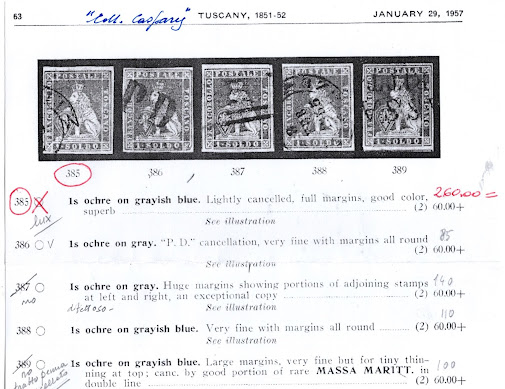 63 "Coll. Caspary" TUSCANY, 1851-52 JANUARY 29, 1957
385 386 387 388 389
385 1s ochre on grayish blue. Lightly cancelled, full margins, good color, 260.00=
lux superb (2) 60.00+
See illustration
386 V 1s ochre on gray. "P. D." cancellation, very fine with margins all round 85
(2) 60.00+
See illustration
387 1s ochre on gray. Huge margins showing portions of adjoining stamps 140
no at left and right, an exceptional copy (2) 60.00+
difettoso- See illustration
110
388 1s ochre on grayish blue. Very fine with margins all round (2) 60.00+
See illustration
389 1s ochre on grayish blue. Large margins, very fine but for tiny thin- 100
no ning at top; canc. by good portion of rare MASSA MARITT. in
tratto penna double line (2) 60.00+